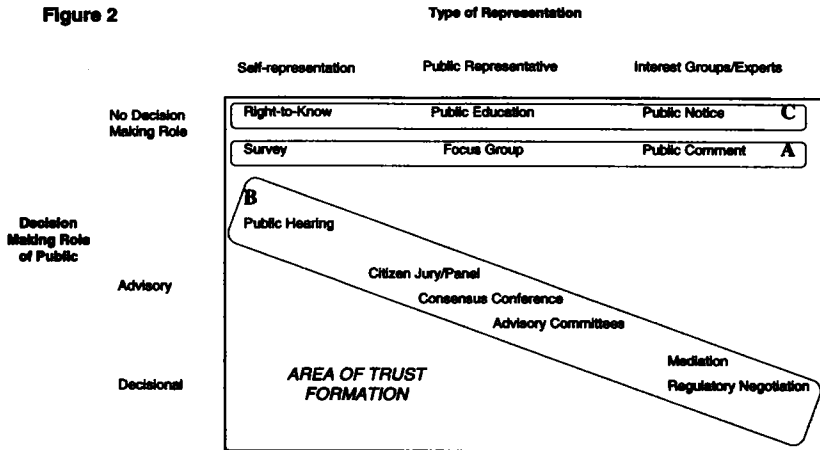 Figure 2
Type of Representation
Self-representation Public Representative Interest Groups/Experts
No Decision
Making Role
Right-to-Know Public Education Public Notice C
Survey Focus Group Public Comment A
B
Public Hearing
Decision
Making Role
of Public
Advisory
Citizen Jury/Panel
Consensus Conference
Advisory Committees
Mediation
Decisional
Regulatory Negotiation
AREA OF TRUST
FORMATION